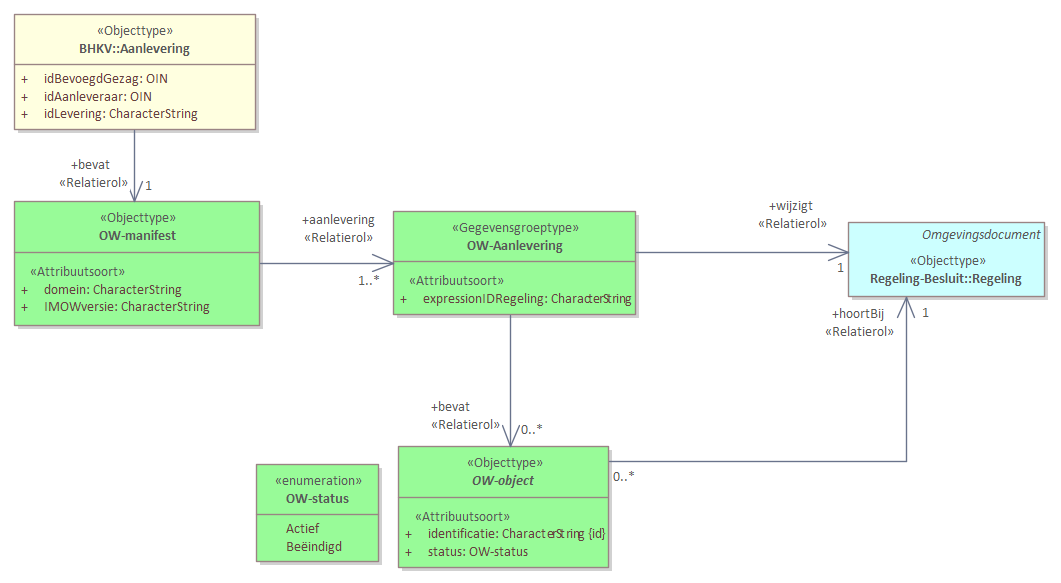 «Objecttype»
BHKV::Aanlevering
+ idBevoegdGezag: OIN
+ idAanleveraar: OIN
+ idLevering: CharacterString
+bevat
«Relatierol» 1
«Objecttype»
OW-manifest
«Attribuutsoort»
+ domein: CharacterString
+ IMOWversie: CharacterString
+aanlevering
«Relatierol»
1..*
«Gegevensgroeptype»
OW-Aanlevering
«Attribuutsoort»
+ expressionIDRegeling: CharacterString
+wijzigt
«Relatierol»
1
Omgevingsdocument
«Objecttype»
Regeling-Besluit::Regeling
+hoortBij 1
«Relatierol»
+bevat
«Relatierol» 0..*
«enumeration»
OW-status
Actief
Beëindigd
«Objecttype»
OW-object
«Attribuutsoort»
+ identificatie: CharacterString {id}
+ status: OW-status
0..*